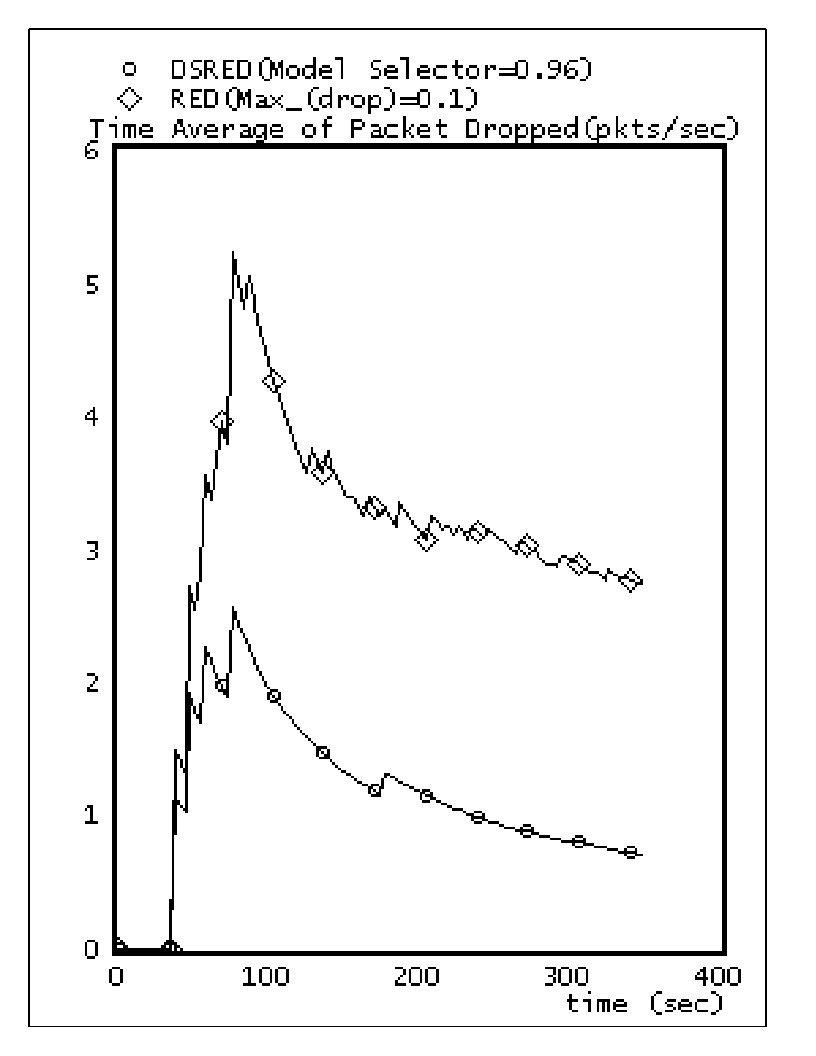 DSRED(Model Selector=0.96)
RED(Max_(drop)=0.1)
Time Average of Packet Dropped(pkts/sec)
6
5
4
3
2
1
0
0 100 200 300 400
time (sec)